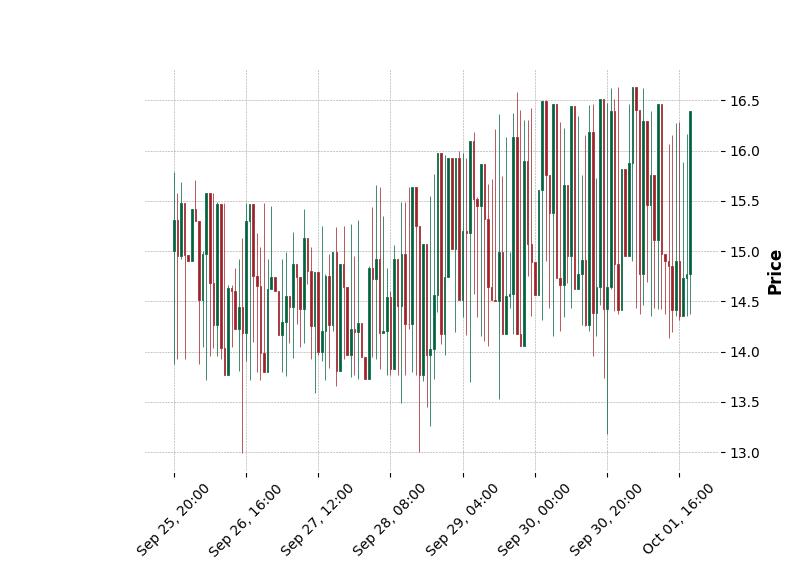 16.5
16.0
15.5
15.0
14.5
14.0
13.5
13.0
Price
Sep 25, 20:00
Sep 26, 16:00
Sep 27, 12:00
Sep 28, 08:00
Sep 29, 04:00
Sep 30, 00:00
Sep 30, 20:00
Oct 01, 16:00